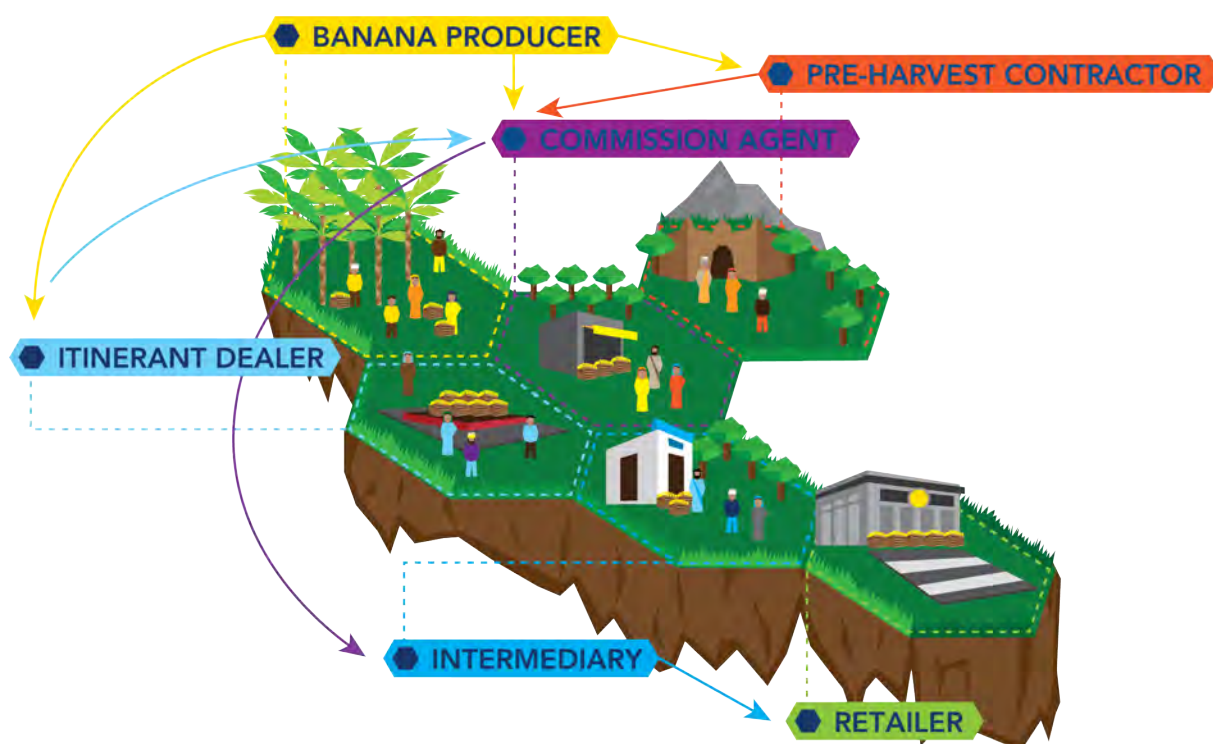 BANANA PRODUCER
PRE-HARVEST CONTRACTOR
COMMISSION AGENT
ITINERANT DEALER
INTERMEDIARY
RETAILER